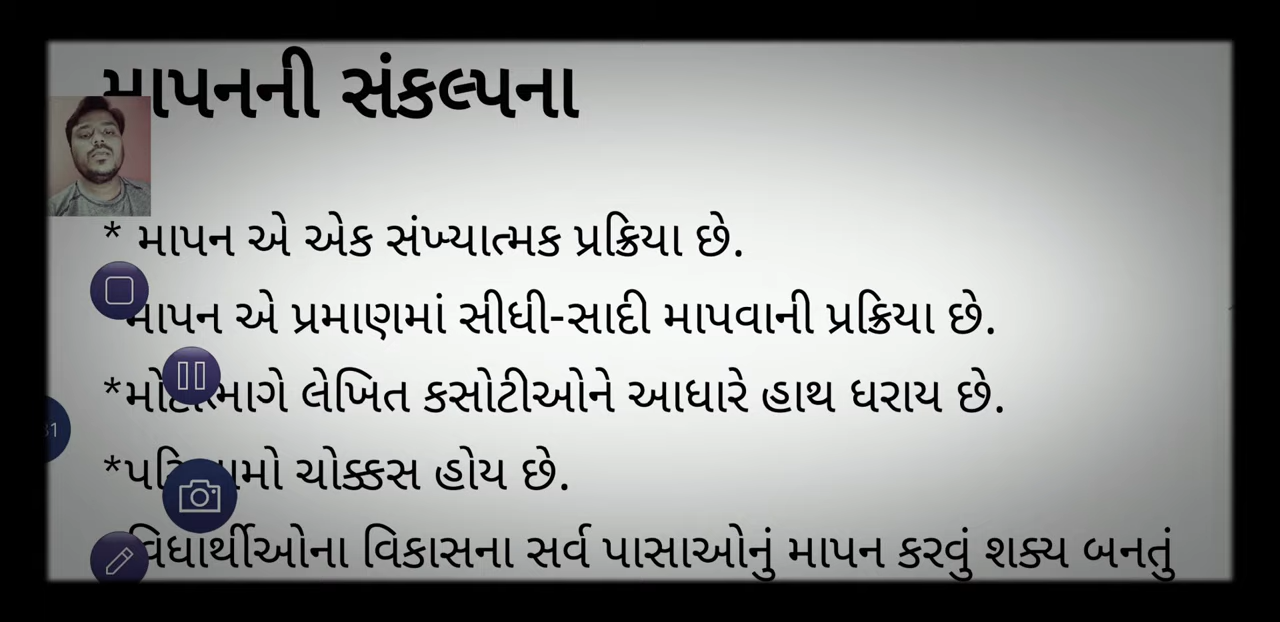 માપનની સંકલ્પના
* માપન એ એક સંખ્યાત્મક પ્રક્રિયા છે.
માપન એ પ્રમાણમાં સીધી-સાદી માપવાની પ્રક્રિયા છે.
* લેખિત કસોટીઓને આધારે હાથ ધરાય છે.
* ચોક્કસ હોય છે.
વિધાર્થીઓના વિકાસના સર્વ પાસાઓનું માપન કરવું શક્ય બનતું